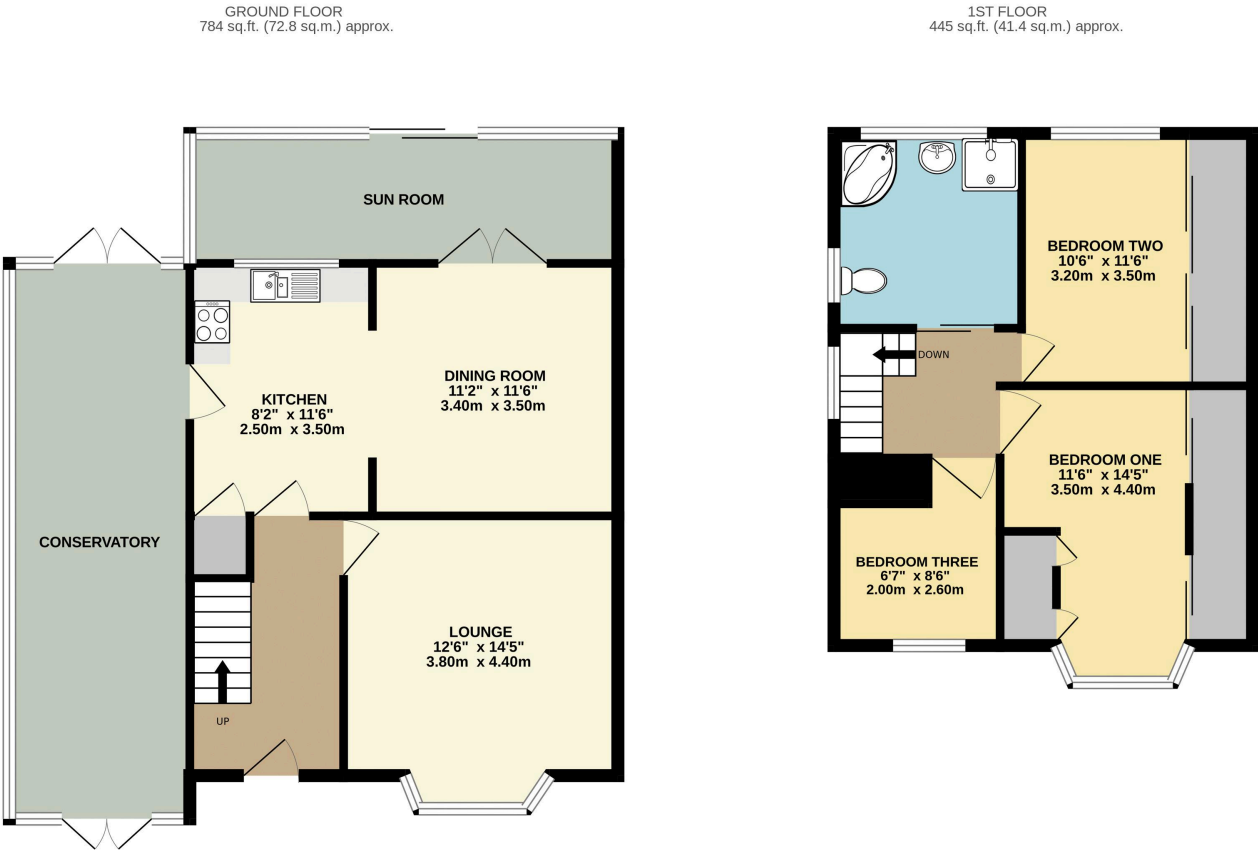 GROUND FLOOR
784 sq.ft. (72.8 sq.m.) approx.
SUN ROOM
KITCHEN
8'2" x 11'6"
2.50m x 3.50m
DINING ROOM
11'2" x 11'6"
3.40m x 3.50m
CONSERVATORY
LOUNGE
12'6" x 14'5"
3.80m x 4.40m
UP
1ST FLOOR
445 sq.ft. (41.4 sq.m.) approx.
BEDROOM TWO
10'6" x 11'6"
3.20m x 3.50m
DOWN
BEDROOM ONE
11'6" x 14'5"
3.50m x 4.40m
BEDROOM THREE
6'7" x 8'6"
2.00m x 2.60m